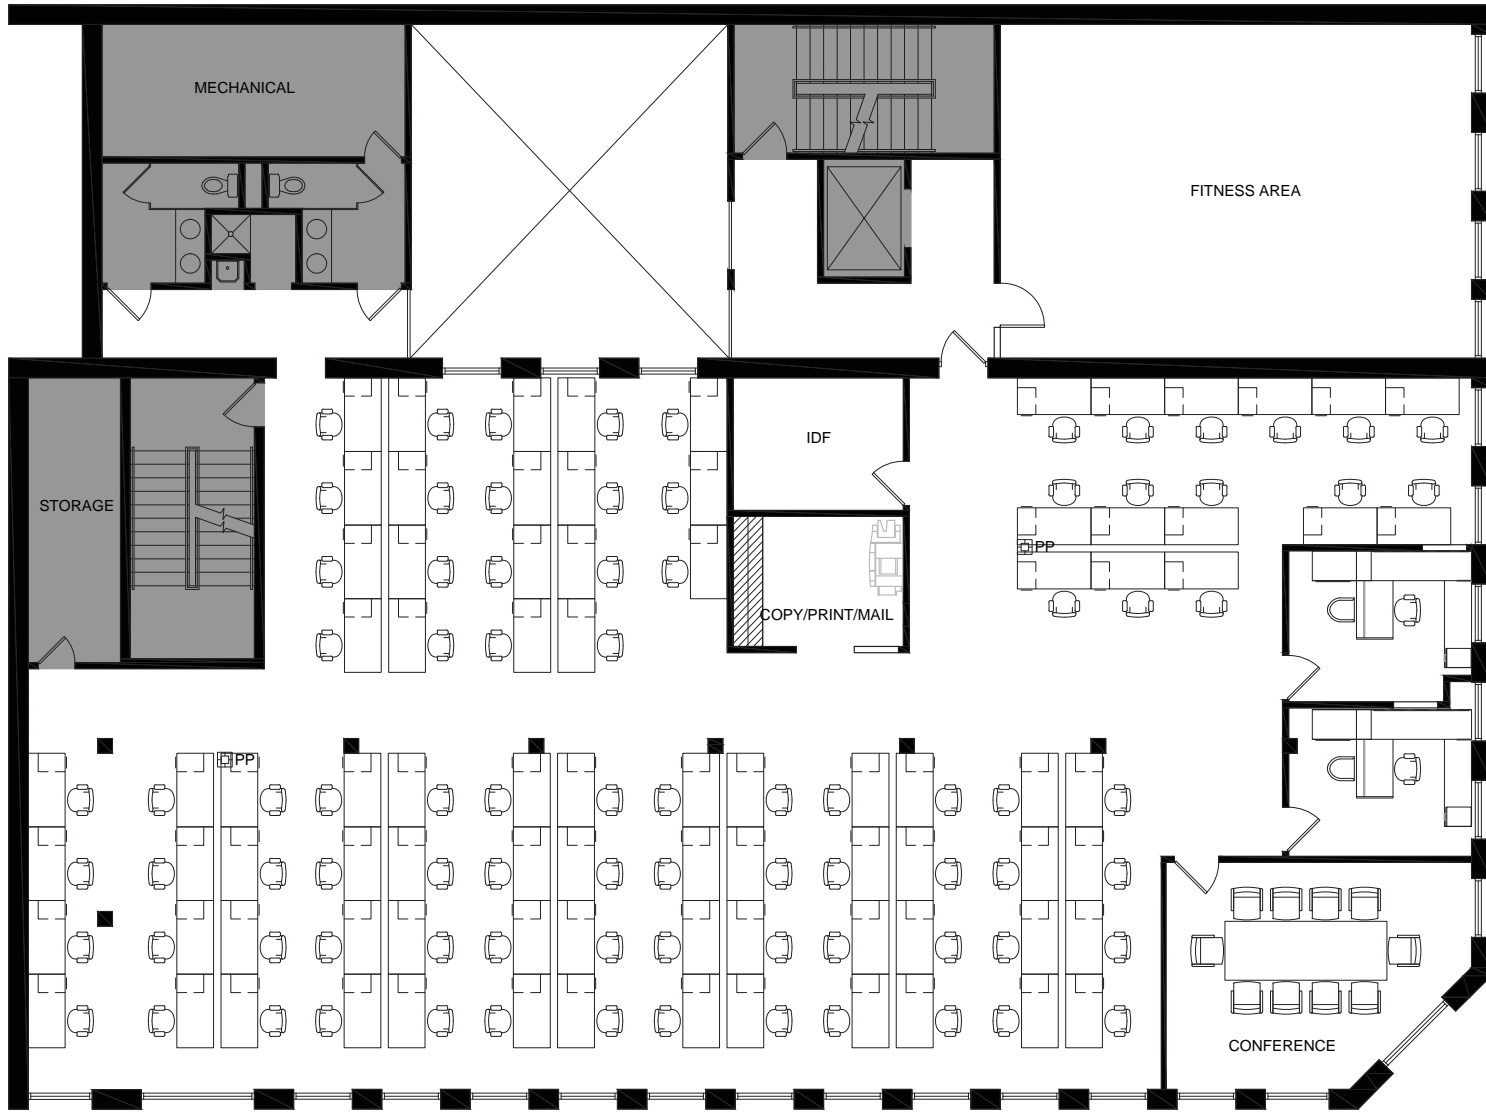 MECHANICAL
FITNESS AREA
IDF
STORAGE
PP
COPY/PRINT/MAIL
PP
CONFERENCE